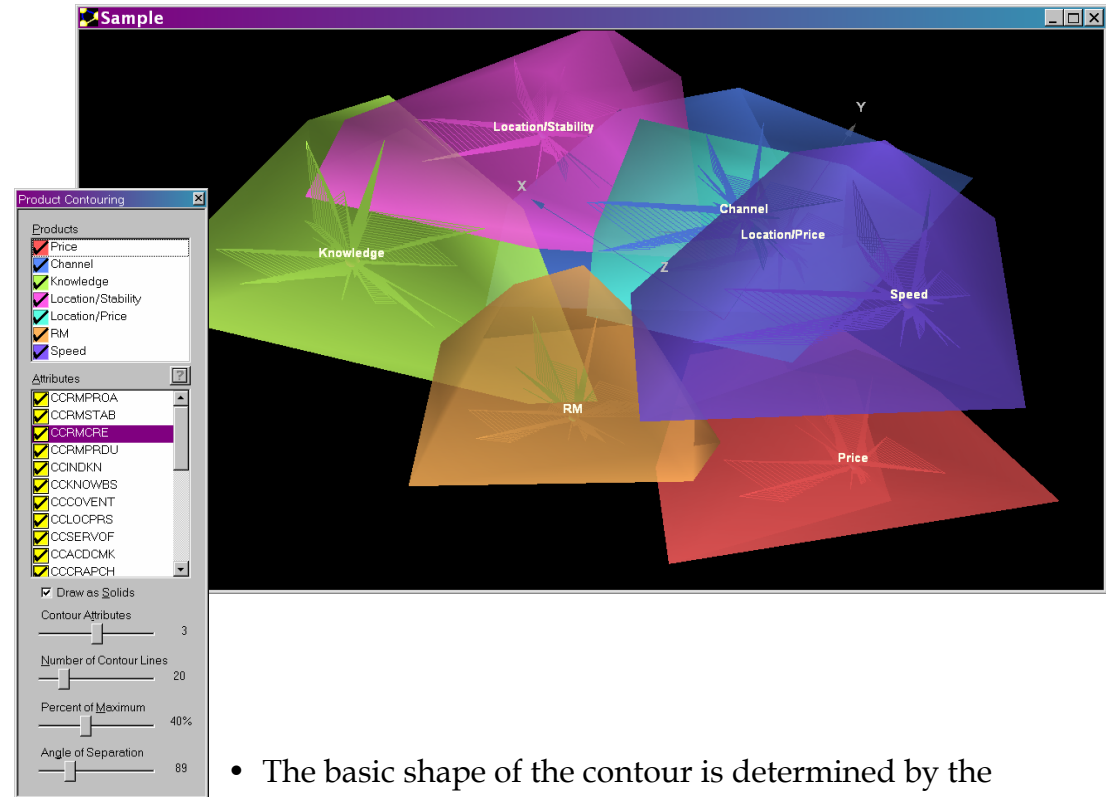 Sample
Y
Location/Stability
X
Channel
Location/Price
Knowledge
Z
Speed
RM
Price
Product Contouring
Products
Price
Channel
Knowledge
Location/Stability
Location/Price
RM
Speed
Attributes
?
CCRMPROA
CCRMSTAB
CCRMCRE
CCRMPRDU
CCINDKN
CCKNOWBS
CCCOVENT
CCLOCPRS
CCSERVOF
CCACDCMK
CCCRAPCH
Draw as Solids
Contour Attributes
3
Number of Contour Lines
20
Percent of Maximum
40%
Angle of Separation
89
• The basic shape of the contour is determined by the